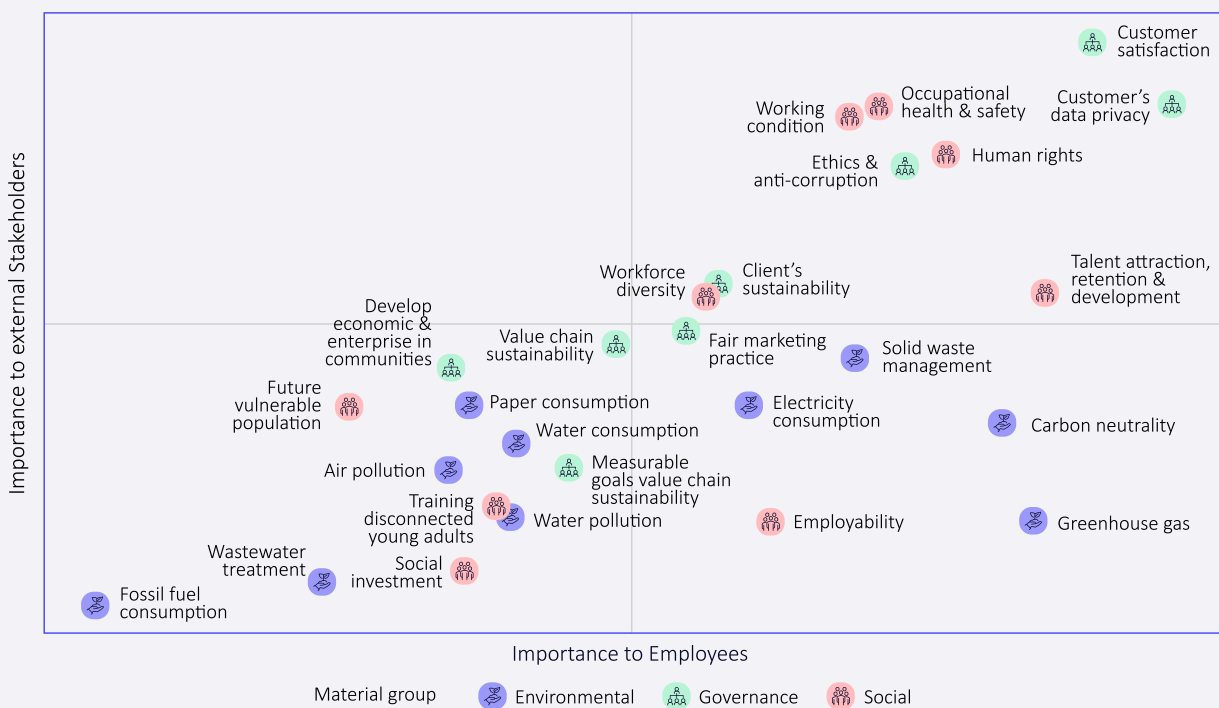 Importance to external Stakeholders
Customer
satisfaction
Customer's
data privacy
Occupational
health & safety
Working
condition
Human rights
Ethics &
anti-corruption
Talent attraction,
retention &
development
Workforce
diversity
Client's
sustainability
Develop
economic &
enterprise in
communities
Value chain
sustainability
Fair marketing
practice
Solid waste
management
Future
vulnerable
population
Paper consumption
Electricity
consumption
Water consumption
Carbon neutrality
Air pollution
Measurable
goals value chain
sustainability
Training
disconnected
young adults
Water pollution
Employability
Greenhouse gas
Wastewater
treatment
Social
investment
Fossil fuel
consumption
Importance to Employees
Material group
Environmental
Governance
Social